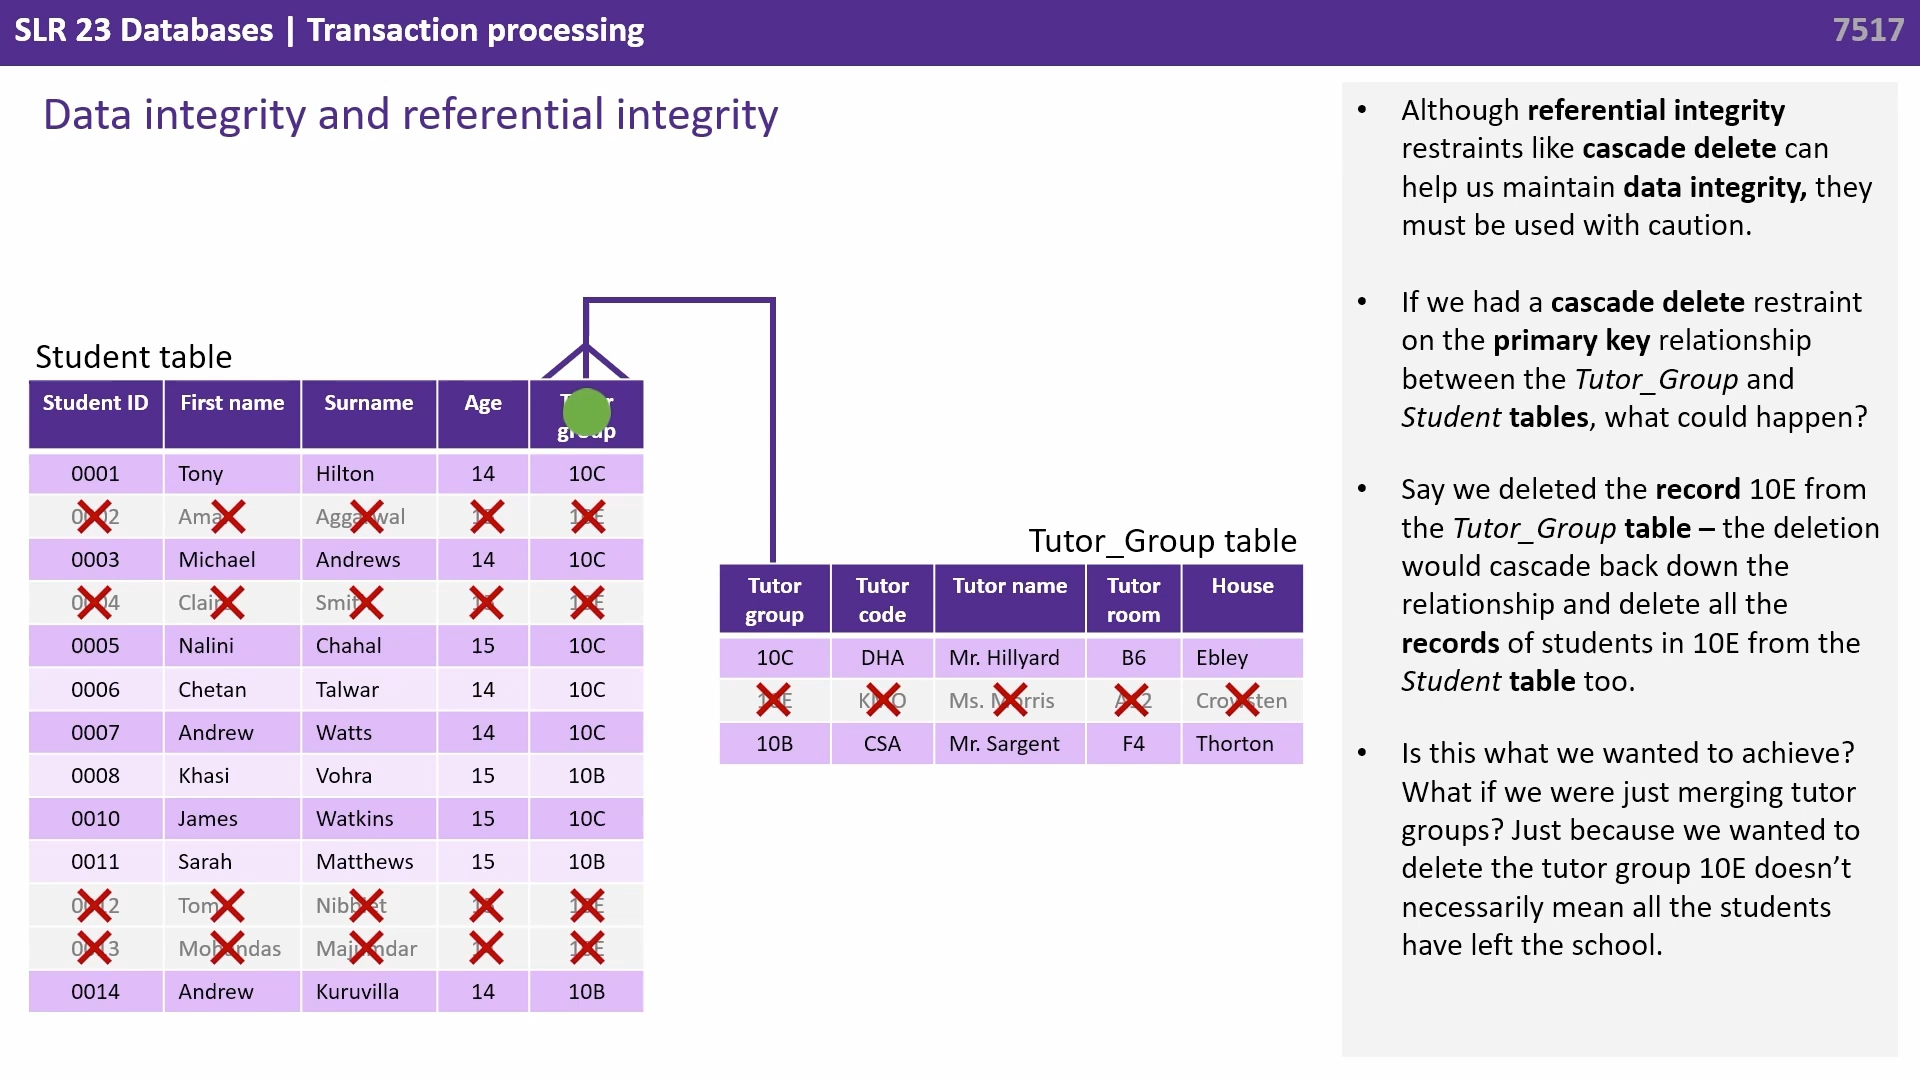 SLR 23 Databases | Transaction processing
7517
Data integrity and referential integrity
Student table
Student ID First name Surname Age group
0001 Tony Hilton 14 10C
0003 Michael Andrews 14 10C
0005 Nalini Chahal 15 10C
0006 Chetan Talwar 14 10C
0007 Andrew Watts 14 10C
0008 Khasi Vohra 15 10B
0010 James Watkins 15 10C
0011 Sarah Matthews 15 10B
0014 Andrew Kuruvilla 14 10B
Tutor_Group table
Tutor group Tutor code Tutor name Tutor room House
10C DHA Mr. Hillyard B6 Ebley
Ms.
10B CSA Mr. Sargent F4 Thorton
• Although referential integrity
restraints like cascade delete can
help us maintain data integrity, they
must be used with caution.
• If we had a cascade delete restraint
on the primary key relationship
between the Tutor_Group and
Student tables, what could happen?
• Say we deleted the record 10E from
the Tutor_Group table – the deletion
would cascade back down the
relationship and delete all the
records of students in 10E from the
Student table too.
• Is this what we wanted to achieve?
What if we were just merging tutor
groups? Just because we wanted to
delete the tutor group 10E doesn’t
necessarily mean all the students
have left the school.